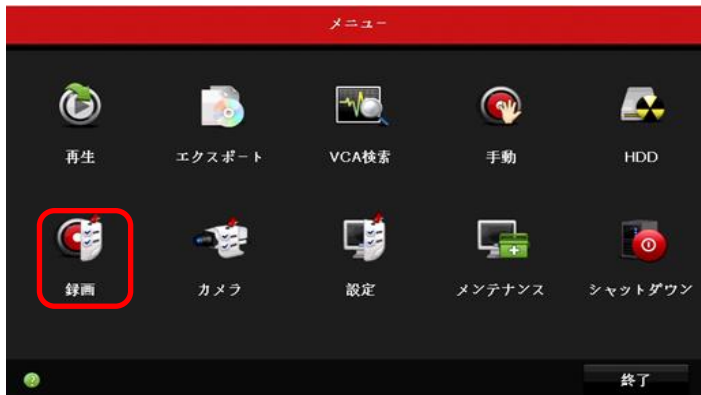 メニュー
再生
エクスポート
VCA検索
手動
HDD
録画
カメラ
設定
メンテナンス
シャットダウン
?
終了